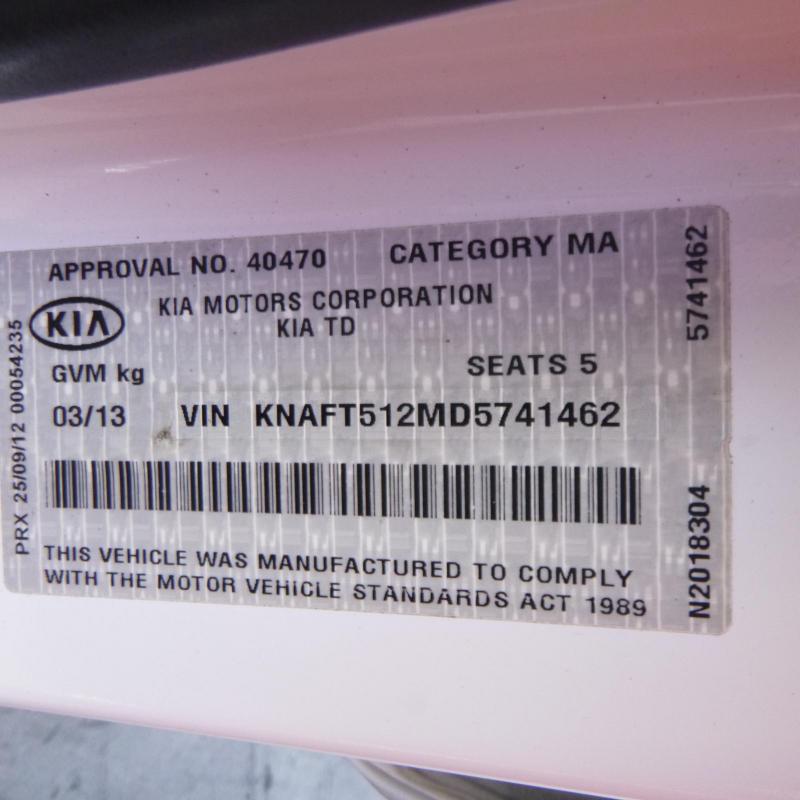 APPROVAL NO. 40470 CATEGORY MA
KIA
KIA MOTORS CORPORATION
KIA TD
GVM kg SEATS 5
03/13 VIN KNAFT512MD5741462
THIS VEHICLE WAS MANUFACTURED TO COMPLY
WITH THE MOTOR VEHICLE STANDARDS ACT 1989
PRX 25/09/12 00054235
5741462
N2018304